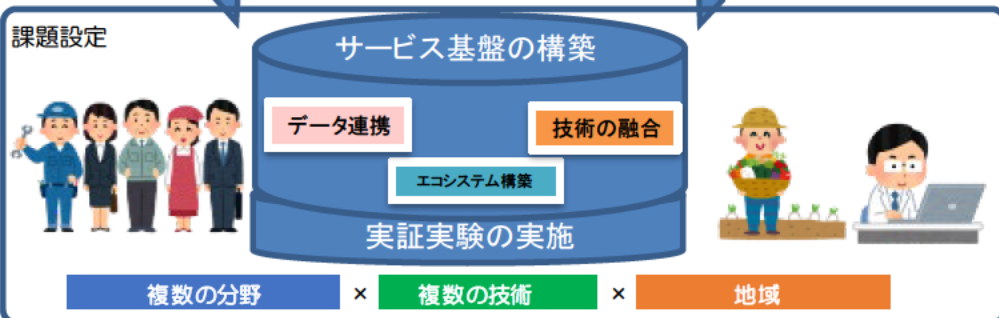 課題設定
サービス基盤の構築
データ連携
技術の融合
エコシステム構築
実証実験の実施
複数の分野 × 複数の技術 × 地域